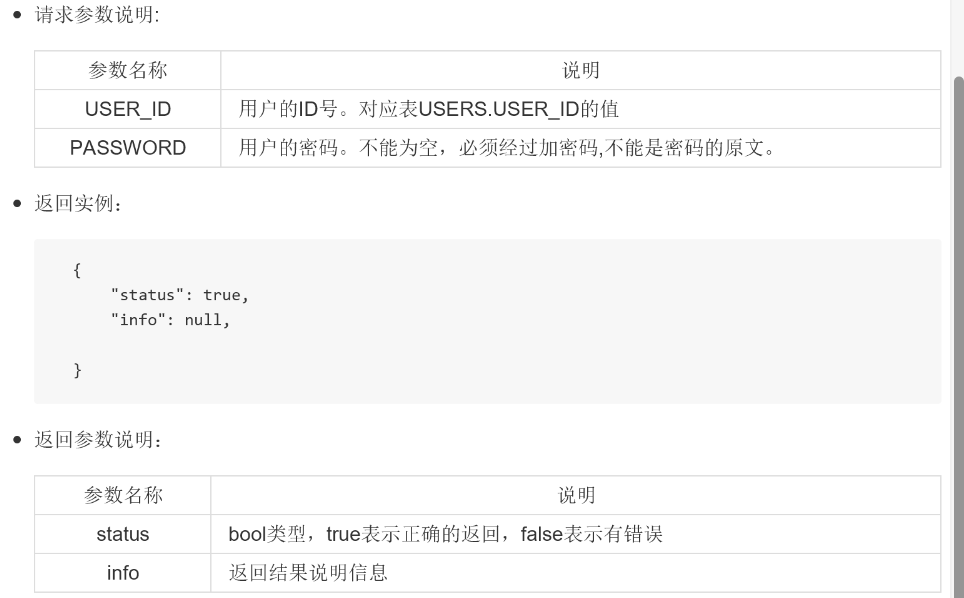 请求参数说明:
参数名称 说明
USER_ID 用户的ID号。对应表USERS.USER_ID的值
PASSWORD 用户的密码。不能为空，必须经过加密码,不能是密码的原文。
返回实例：
{
"status": true,
"info": null,
}
返回参数说明：
参数名称 说明
status bool类型，true表示正确的返回，false表示有错误
info 返回结果说明信息